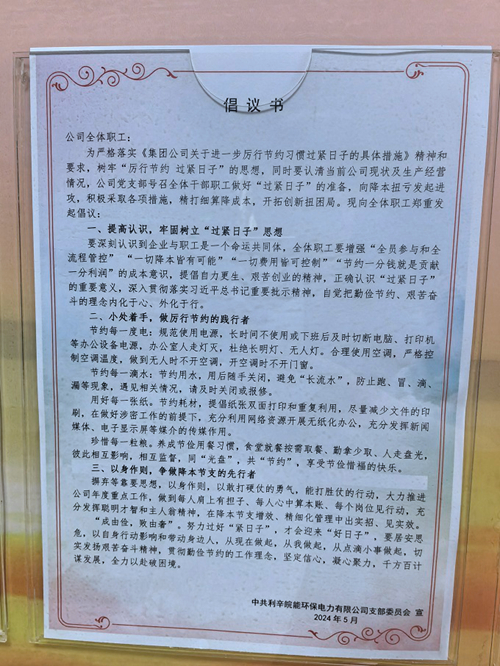 倡议书
公司全体职工：
为严格落实《集团公司关于进一步厉行节约习惯过紧日子的具体措施》精神和
要求，树牢“厉行节约 过紧日子”的思想，同时要认清当前公司现状及生产经营
情况，公司党支部号召全体干部职工做好“过紧日子”的准备，向降本扭亏发起进
攻，积极采取各项措施，精打细算降成本，开拓创新扭困局。现向全体职工郑重发
起倡议：
一、提高认识，牢固树立“过紧日子”思想
要深刻认识到企业与职工是一个命运共同体，全体职工要增强“全员参与和全
流程管控” “一切降本皆有可能” “一切费用皆可控制” “节约一分钱就是贡献
一分利润”的成本意识，提倡自力更生、艰苦创业的精神，正确认识“过紧日子”
的重要意义，深入贯彻落实习近平总书记重要批示精神，自觉把勤俭节约、艰苦奋
斗的理念内化于心、外化于行。
二、小处着手，做厉行节约的践行者
节约每一度电：规范使用电源，长时间不使用或下班后及时切断电脑、打印机
等办公设备电源，办公室人走灯灭，杜绝长明灯、无人灯。合理使用空调，严格控
制空调温度，做到无人时不开空调，开空调时不开门窗。
节约每一滴水：节约用水，用后随手关闭，避免“长流水”，防止跑、冒、滴、
漏等现象，遇见相关情况，请及时关闭或报修。
用好每一张纸。节约耗材，提倡纸张双面打印和重复利用，尽量减少文件的印
刷，在做好涉密工作的前提下，充分利用网络资源开展无纸化办公，充分发挥新闻
媒体、电子显示屏等媒介的传媒作用。
珍惜每一粒粮。养成节俭用餐习惯，食堂就餐按需取餐、勤拿少取、人走盘光，
彼此相互影响，相互监督，同“光盘”，共“节约”，享受节俭惜福的快乐。
三、以身作则，争做降本节支的先行者
摒弃等靠要思想，以身作则，以敢打硬仗的勇气，能打胜仗的行动，大力推进
公司年度重点工作，做到每人肩上有担子、每人心中算本账、每个岗位见行动，充
分发挥聪明才智和主人翁精神，在降本节支增效、精细化管理中出实招、见实效。
“成由俭，败由奢”。努力过好“紧日子”，才会迎来“好日子”，要居安思
危，以自身行动影响和带动身边人，从现在做起，从我做起，从点滴小事做起，切
实发扬艰苦奋斗精神，贯彻勤俭节约的工作理念，坚定信心，凝心聚力，千方百计
谋发展，全力以赴破困境。
中共利辛皖能环保电力有限公司支部委员会 宣
2024年5月